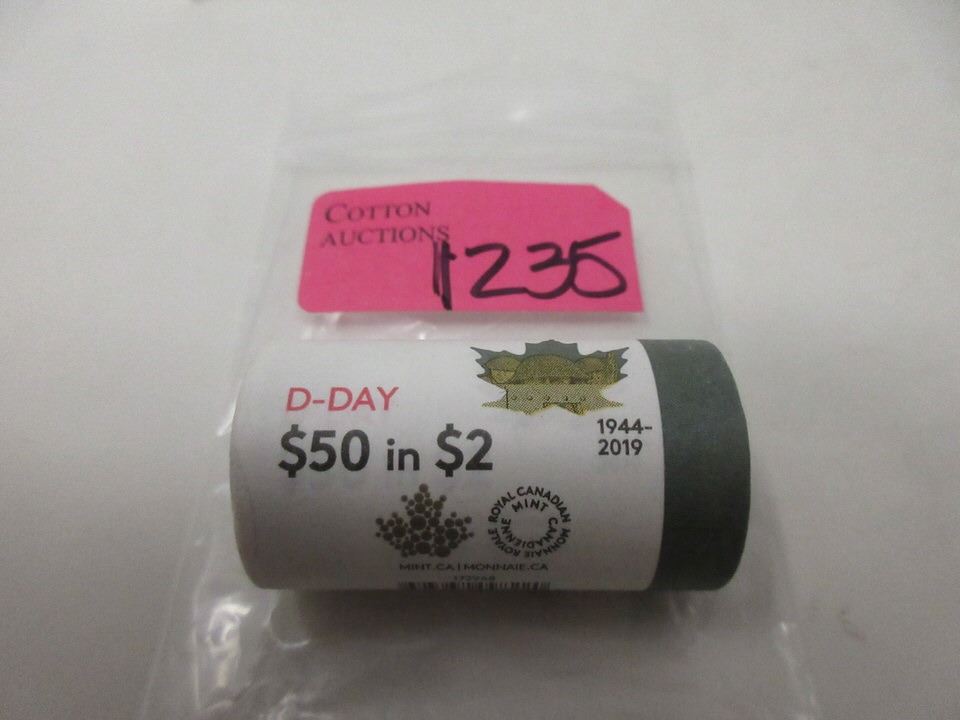 COTTON
AUCTIONS
1235
D-DAY
$50 in $2
1944-
2019
ROYAL CANADIAN MINT
MONNAIE ROYALE CANADIENNE
MINT.CA | MONNAIE.CA